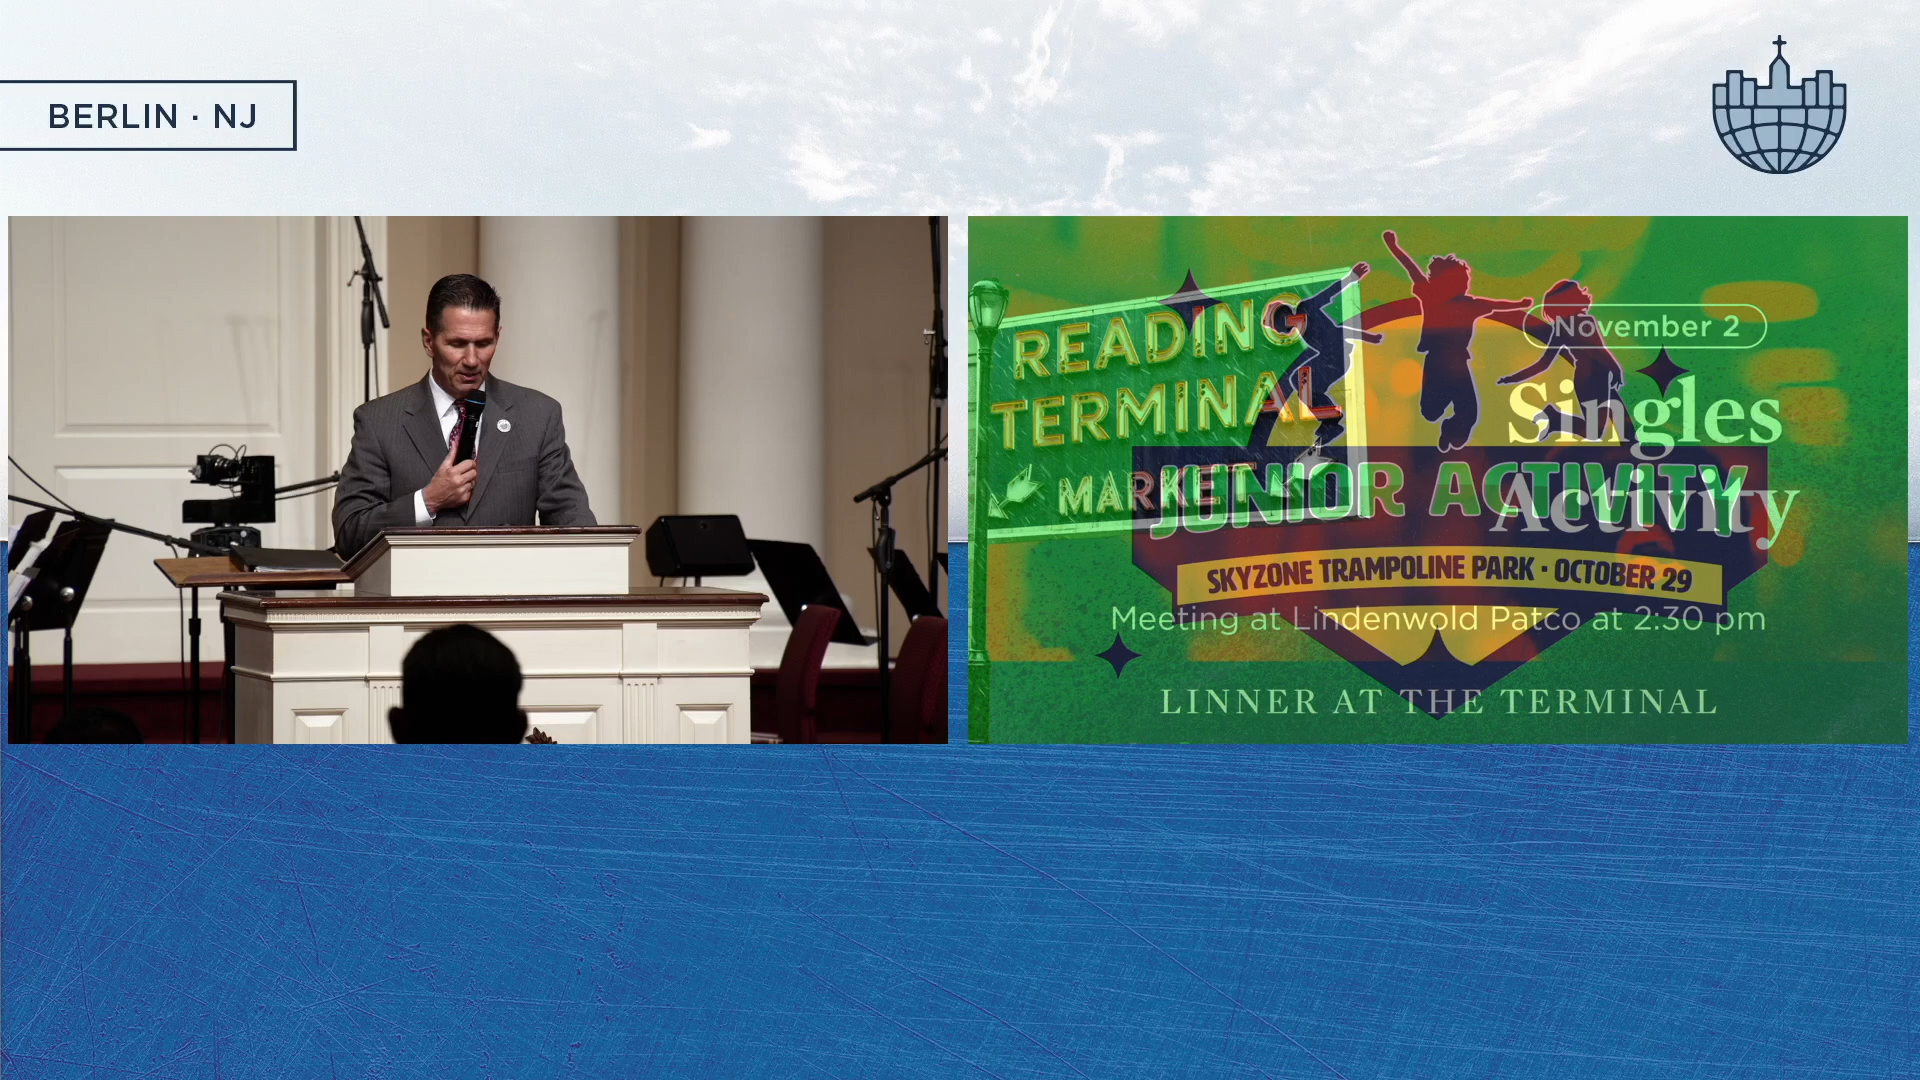 BERLIN · NJ
READING
TERMINAL
MARKET
November 2
Singles
Activity
JUNIOR ACTIVITY
SKYZONE TRAMPOLINE PARK · OCTOBER 29
Meeting at Lindenwold Patco at 2:30 pm
LINNER AT THE TERMINAL